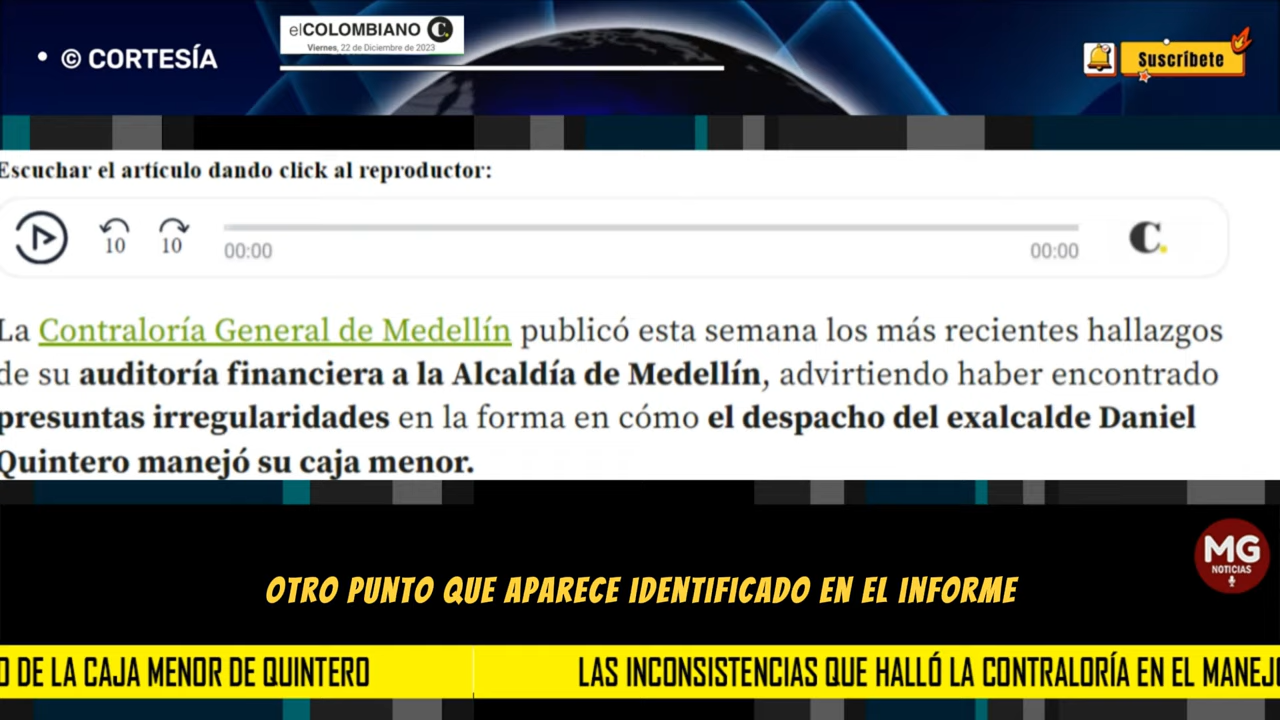 • © CORTESÍA
elCOLOMBIANO C.
Viernes, 22 de Diciembre de 2023
Suscríbete
Escuchar el artículo dando click al reproductor:
10 10 00:00 00:00 C.
La Contraloría General de Medellín publicó esta semana los más recientes hallazgos
de su auditoría financiera a la Alcaldía de Medellín, advirtiendo haber encontrado
presuntas irregularidades en la forma en cómo el despacho del exalcalde Daniel
Quintero manejó su caja menor.
MG
NOTICIAS
OTRO PUNTO QUE APARECE IDENTIFICADO EN EL INFORME
O DE LA CAJA MENOR DE QUINTERO LAS INCONSISTENCIAS QUE HALLÓ LA CONTRALORÍA EN EL MANEJ